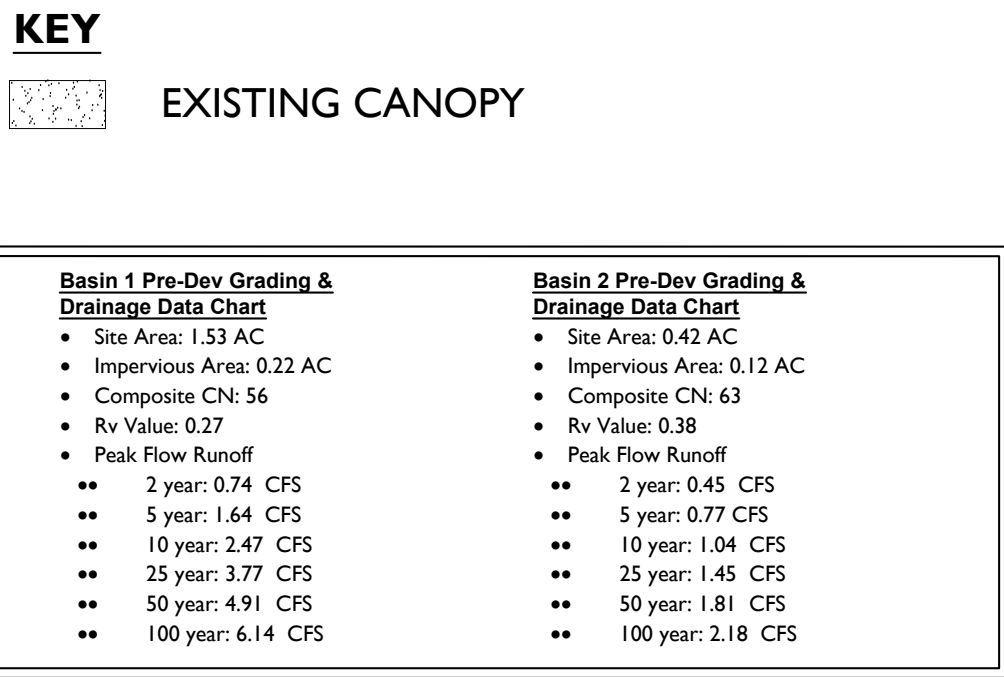 KEY
EXISTING CANOPY
Basin 1 Pre-Dev Grading &
Drainage Data Chart
• Site Area: 1.53 AC
• Impervious Area: 0.22 AC
• Composite CN: 56
• Rv Value: 0.27
• Peak Flow Runoff
•• 2 year: 0.74 CFS
•• 5 year: 1.64 CFS
•• 10 year: 2.47 CFS
•• 25 year: 3.77 CFS
•• 50 year: 4.91 CFS
•• 100 year: 6.14 CFS
Basin 2 Pre-Dev Grading &
Drainage Data Chart
• Site Area: 0.42 AC
• Impervious Area: 0.12 AC
• Composite CN: 63
• Rv Value: 0.38
• Peak Flow Runoff
•• 2 year: 0.45 CFS
•• 5 year: 0.77 CFS
•• 10 year: 1.04 CFS
•• 25 year: 1.45 CFS
•• 50 year: 1.81 CFS
•• 100 year: 2.18 CFS